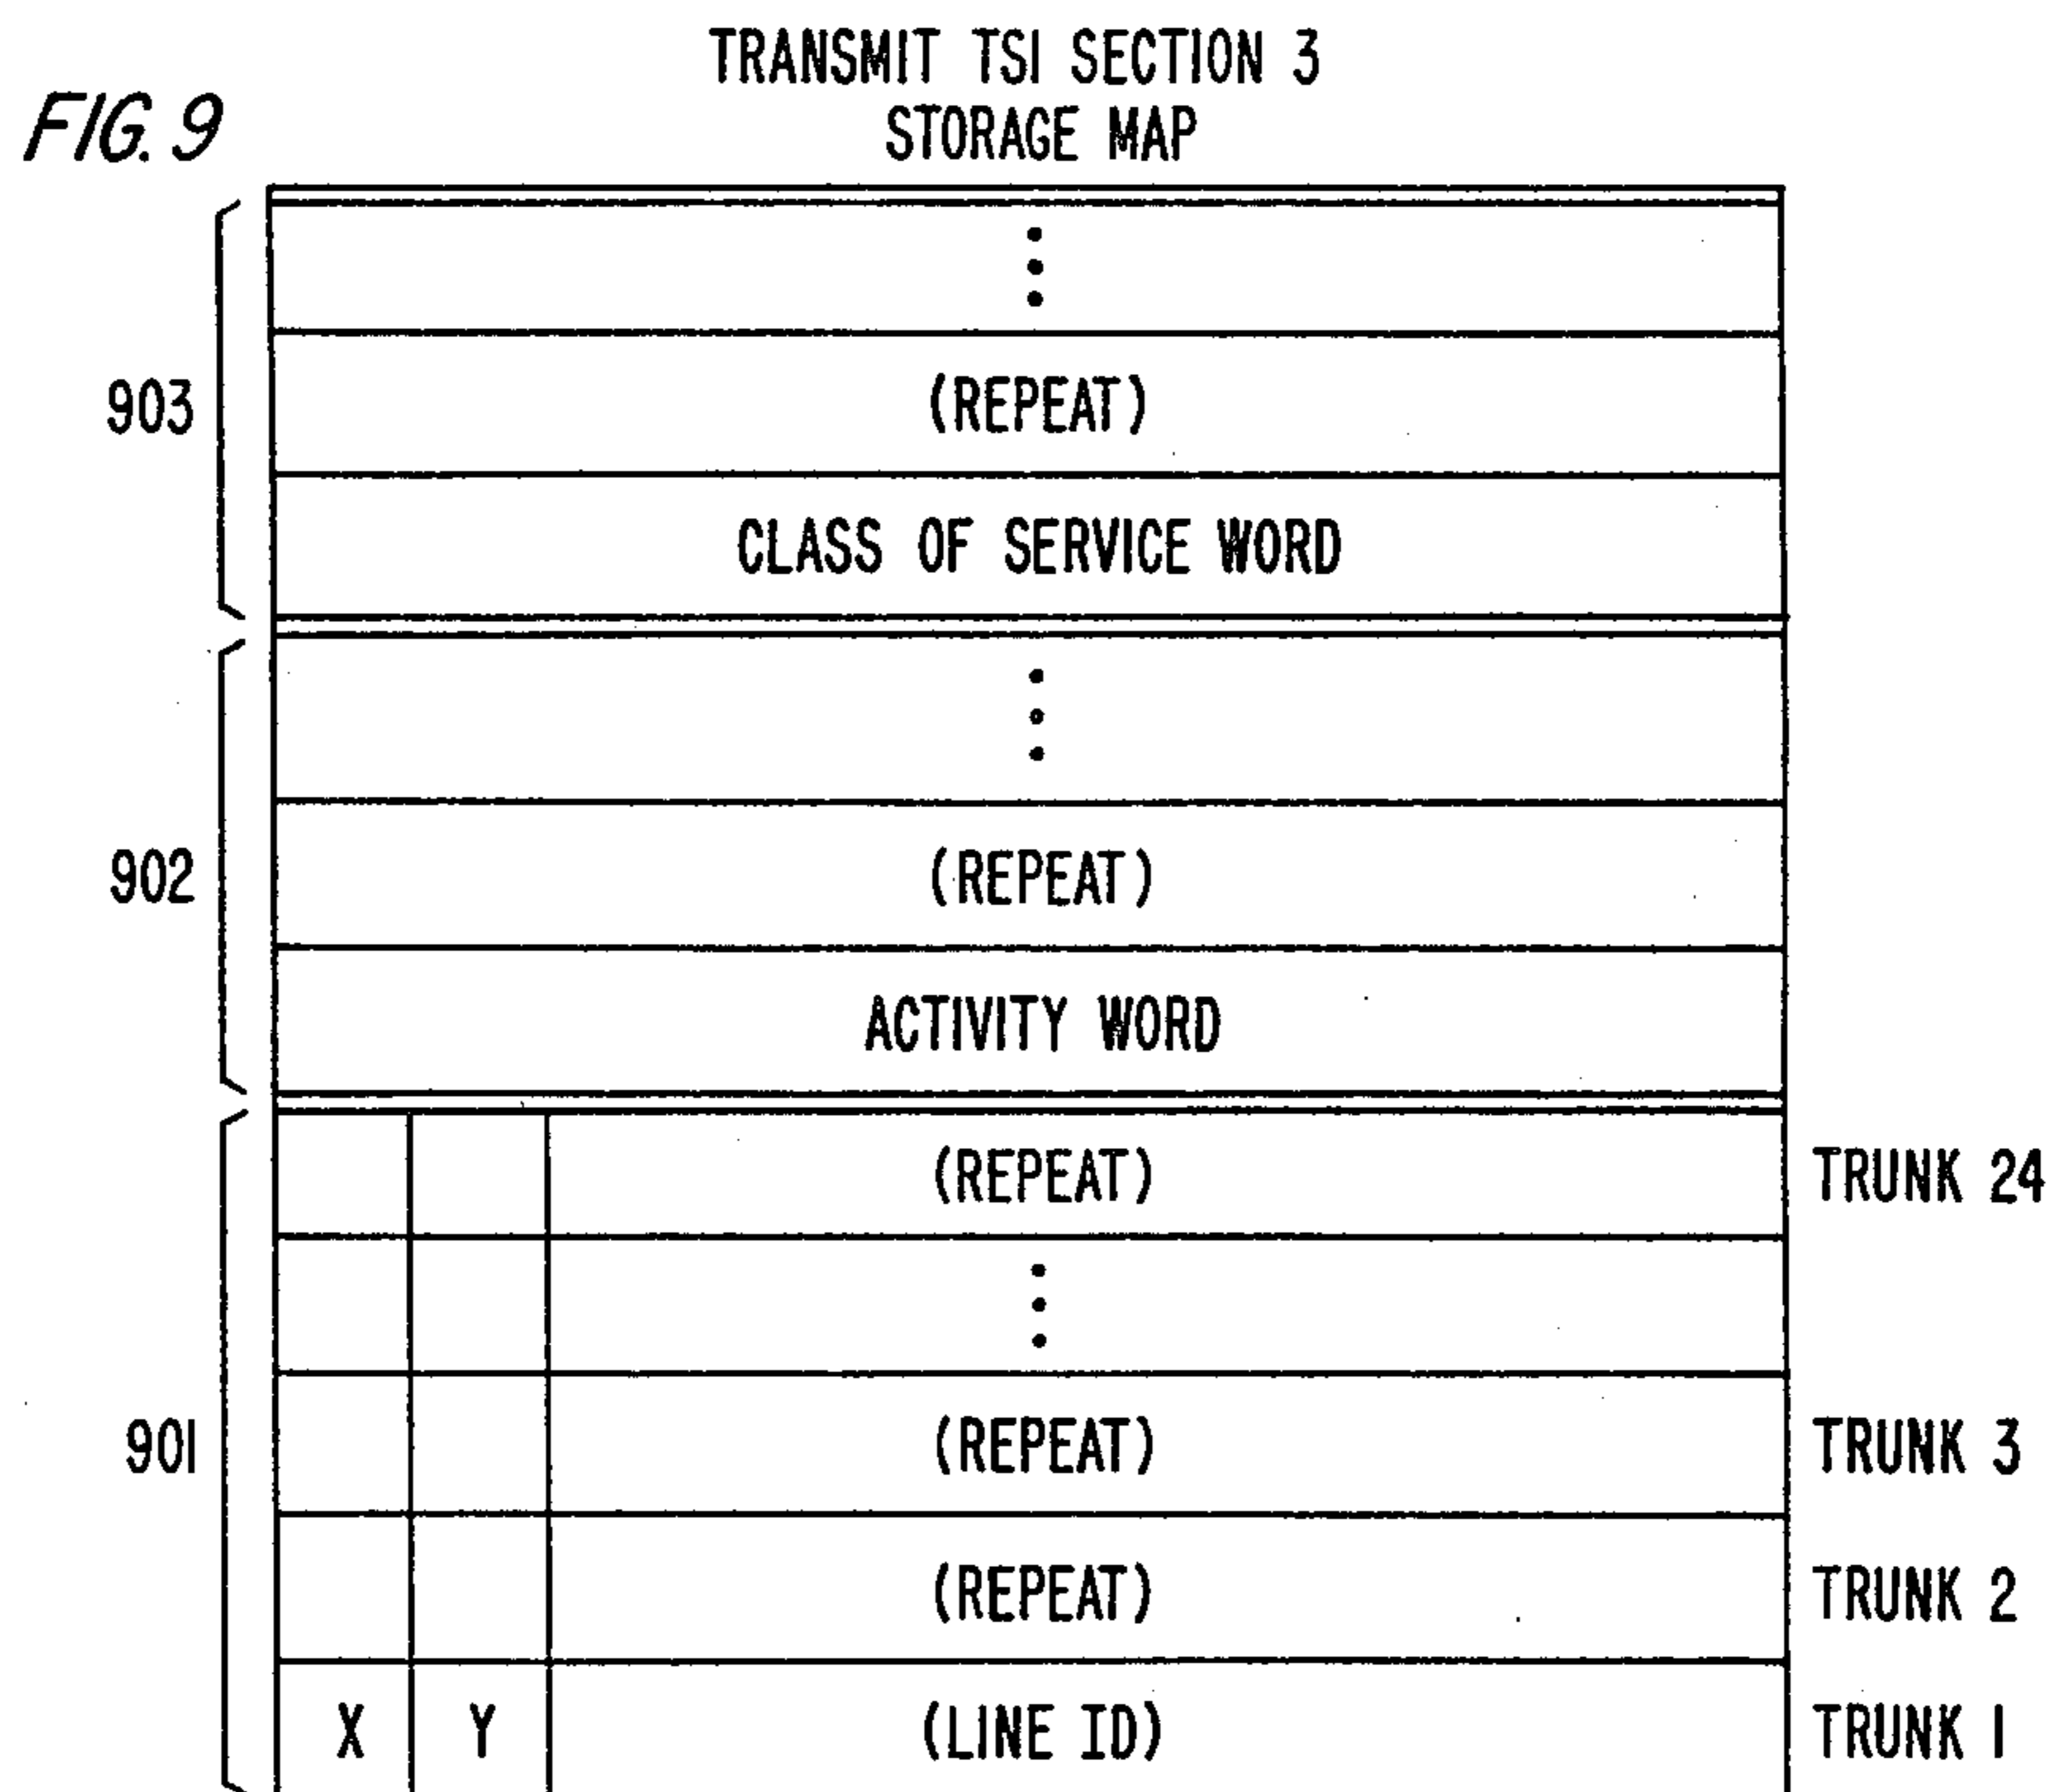 TRANSMIT TSI SECTION 3
STORAGE MAP
FIG. 9
903
(REPEAT)
CLASS OF SERVICE WORD
902
(REPEAT)
ACTIVITY WORD
901
(REPEAT) TRUNK 24
(REPEAT) TRUNK 3
(REPEAT) TRUNK 2
X Y (LINE ID) TRUNK 1